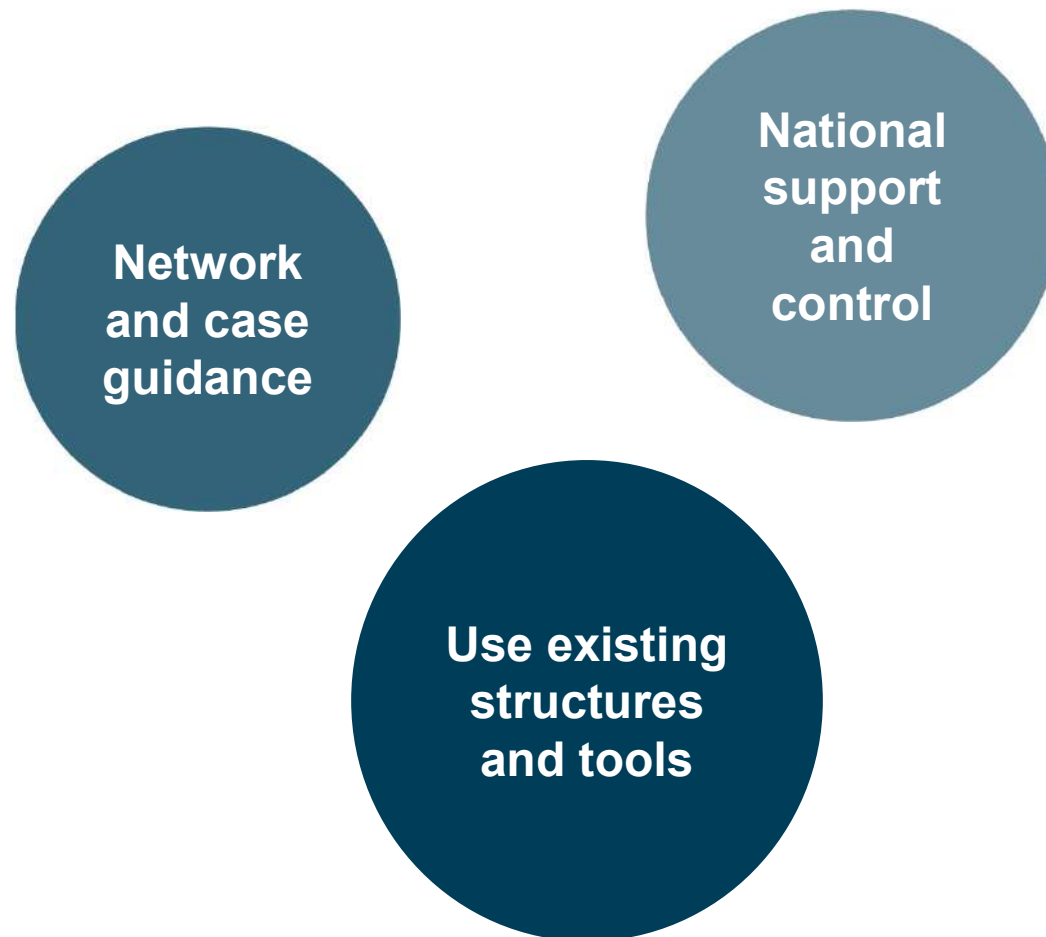 Network
and case
guidance
National
support
and
control
Use existing
structures
and tools